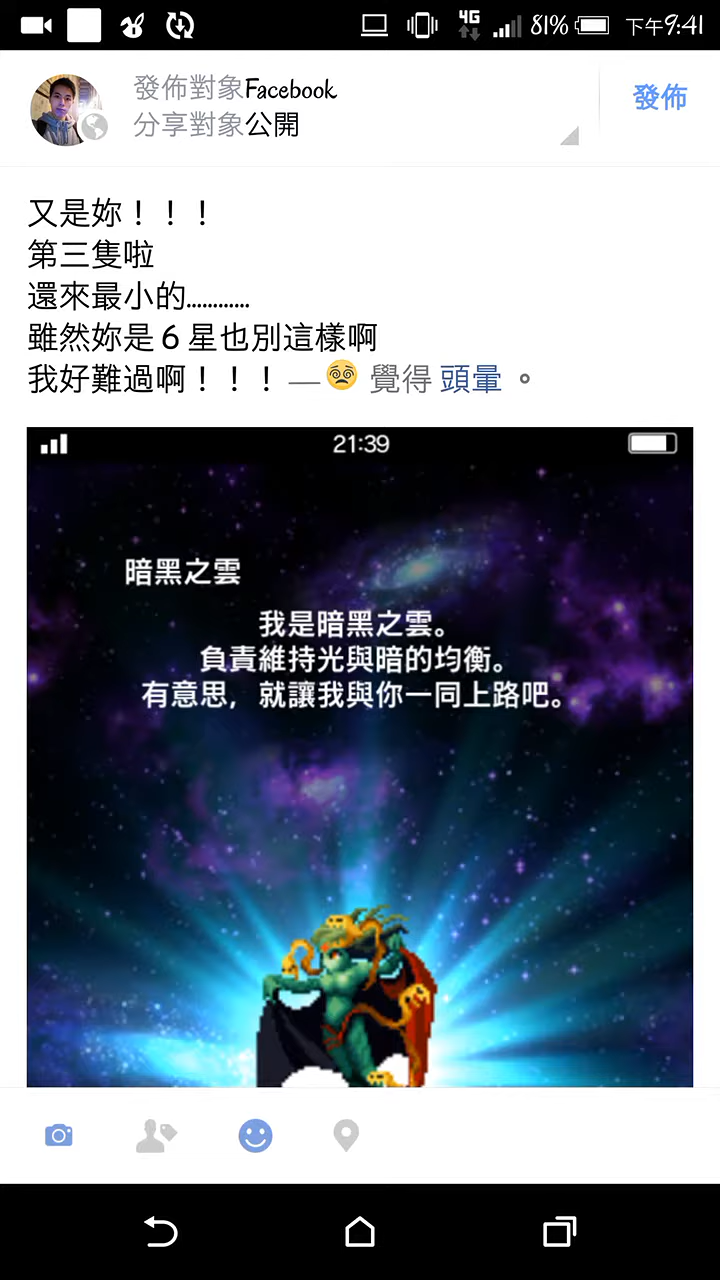 4G
81%
下午9:41
發佈對象Facebook
分享對象公開
發佈
又是妳！！！
第三隻啦
還來最小的............
雖然妳是6星也別這樣啊
我好難過啊！！！ — 覺得 頭暈 。
21:39
暗黑之雲
我是暗黑之雲。
負責維持光與暗的均衡。
有意思，就讓我與你一同上路吧。